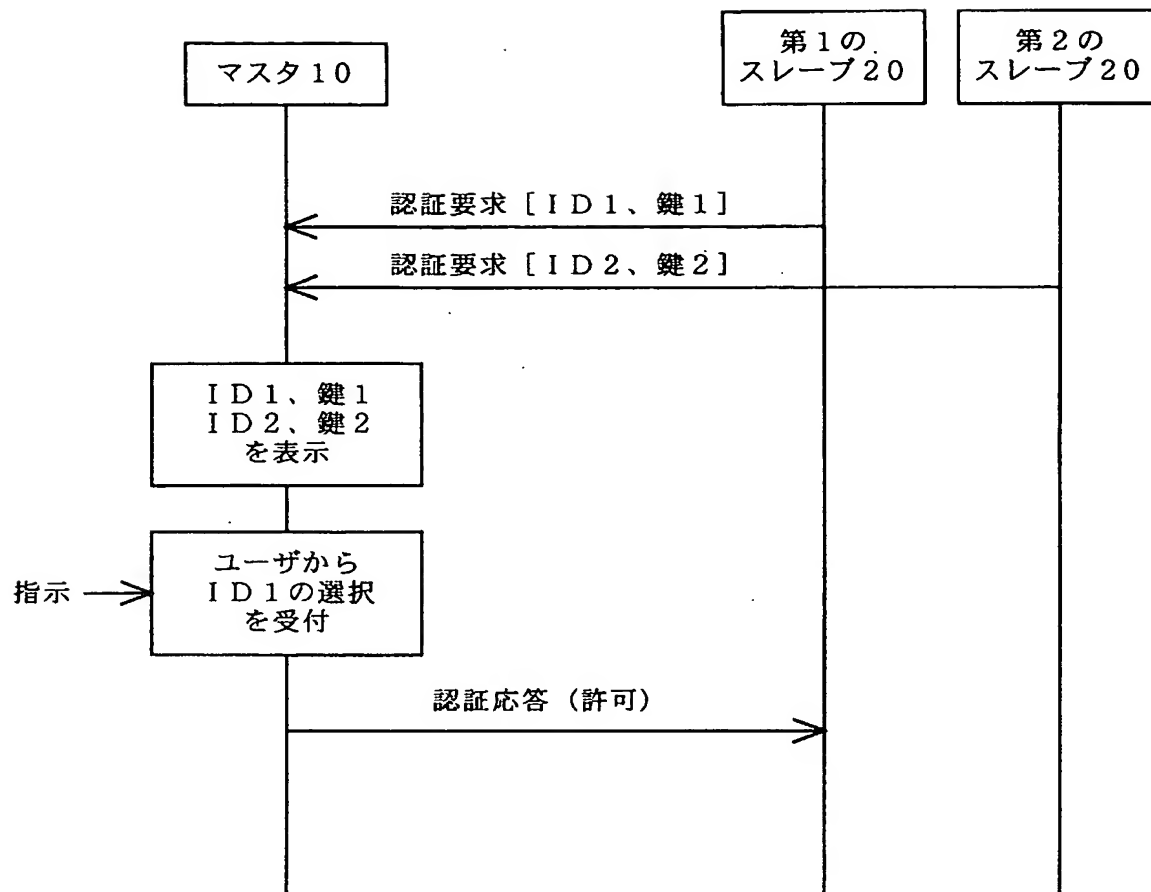 マスタ１０
第１の
スレーブ２０
第２の
スレーブ２０
認証要求［ＩＤ１、鍵１］
認証要求［ＩＤ２、鍵２］
ＩＤ１、鍵１
ＩＤ２、鍵２
を表示
指示
ユーザから
ＩＤ１の選択
を受付
認証応答（許可）